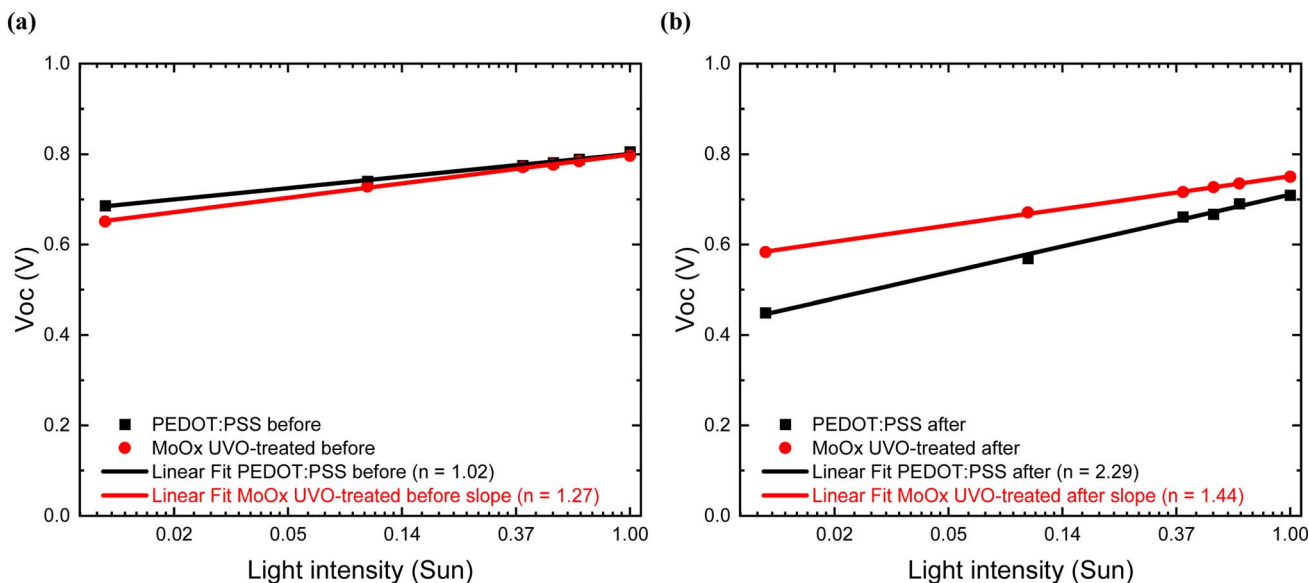 (a)
1.0
0.8
0.6
0.4
0.2
0.0
Voc (V)
PEDOT:PSS before
MoOx UVO-treated before
Linear Fit PEDOT:PSS before (n = 1.02)
Linear Fit MoOx UVO-treated before slope (n = 1.27)
0.02 0.05 0.14 0.37 1.00
Light intensity (Sun)
(b)
1.0
0.8
0.6
0.4
0.2
0.0
Voc (V)
PEDOT:PSS after
MoOx UVO-treated after
Linear Fit PEDOT:PSS after (n = 2.29)
Linear Fit MoOx UVO-treated after slope (n = 1.44)
0.02 0.05 0.14 0.37 1.00
Light intensity (Sun)